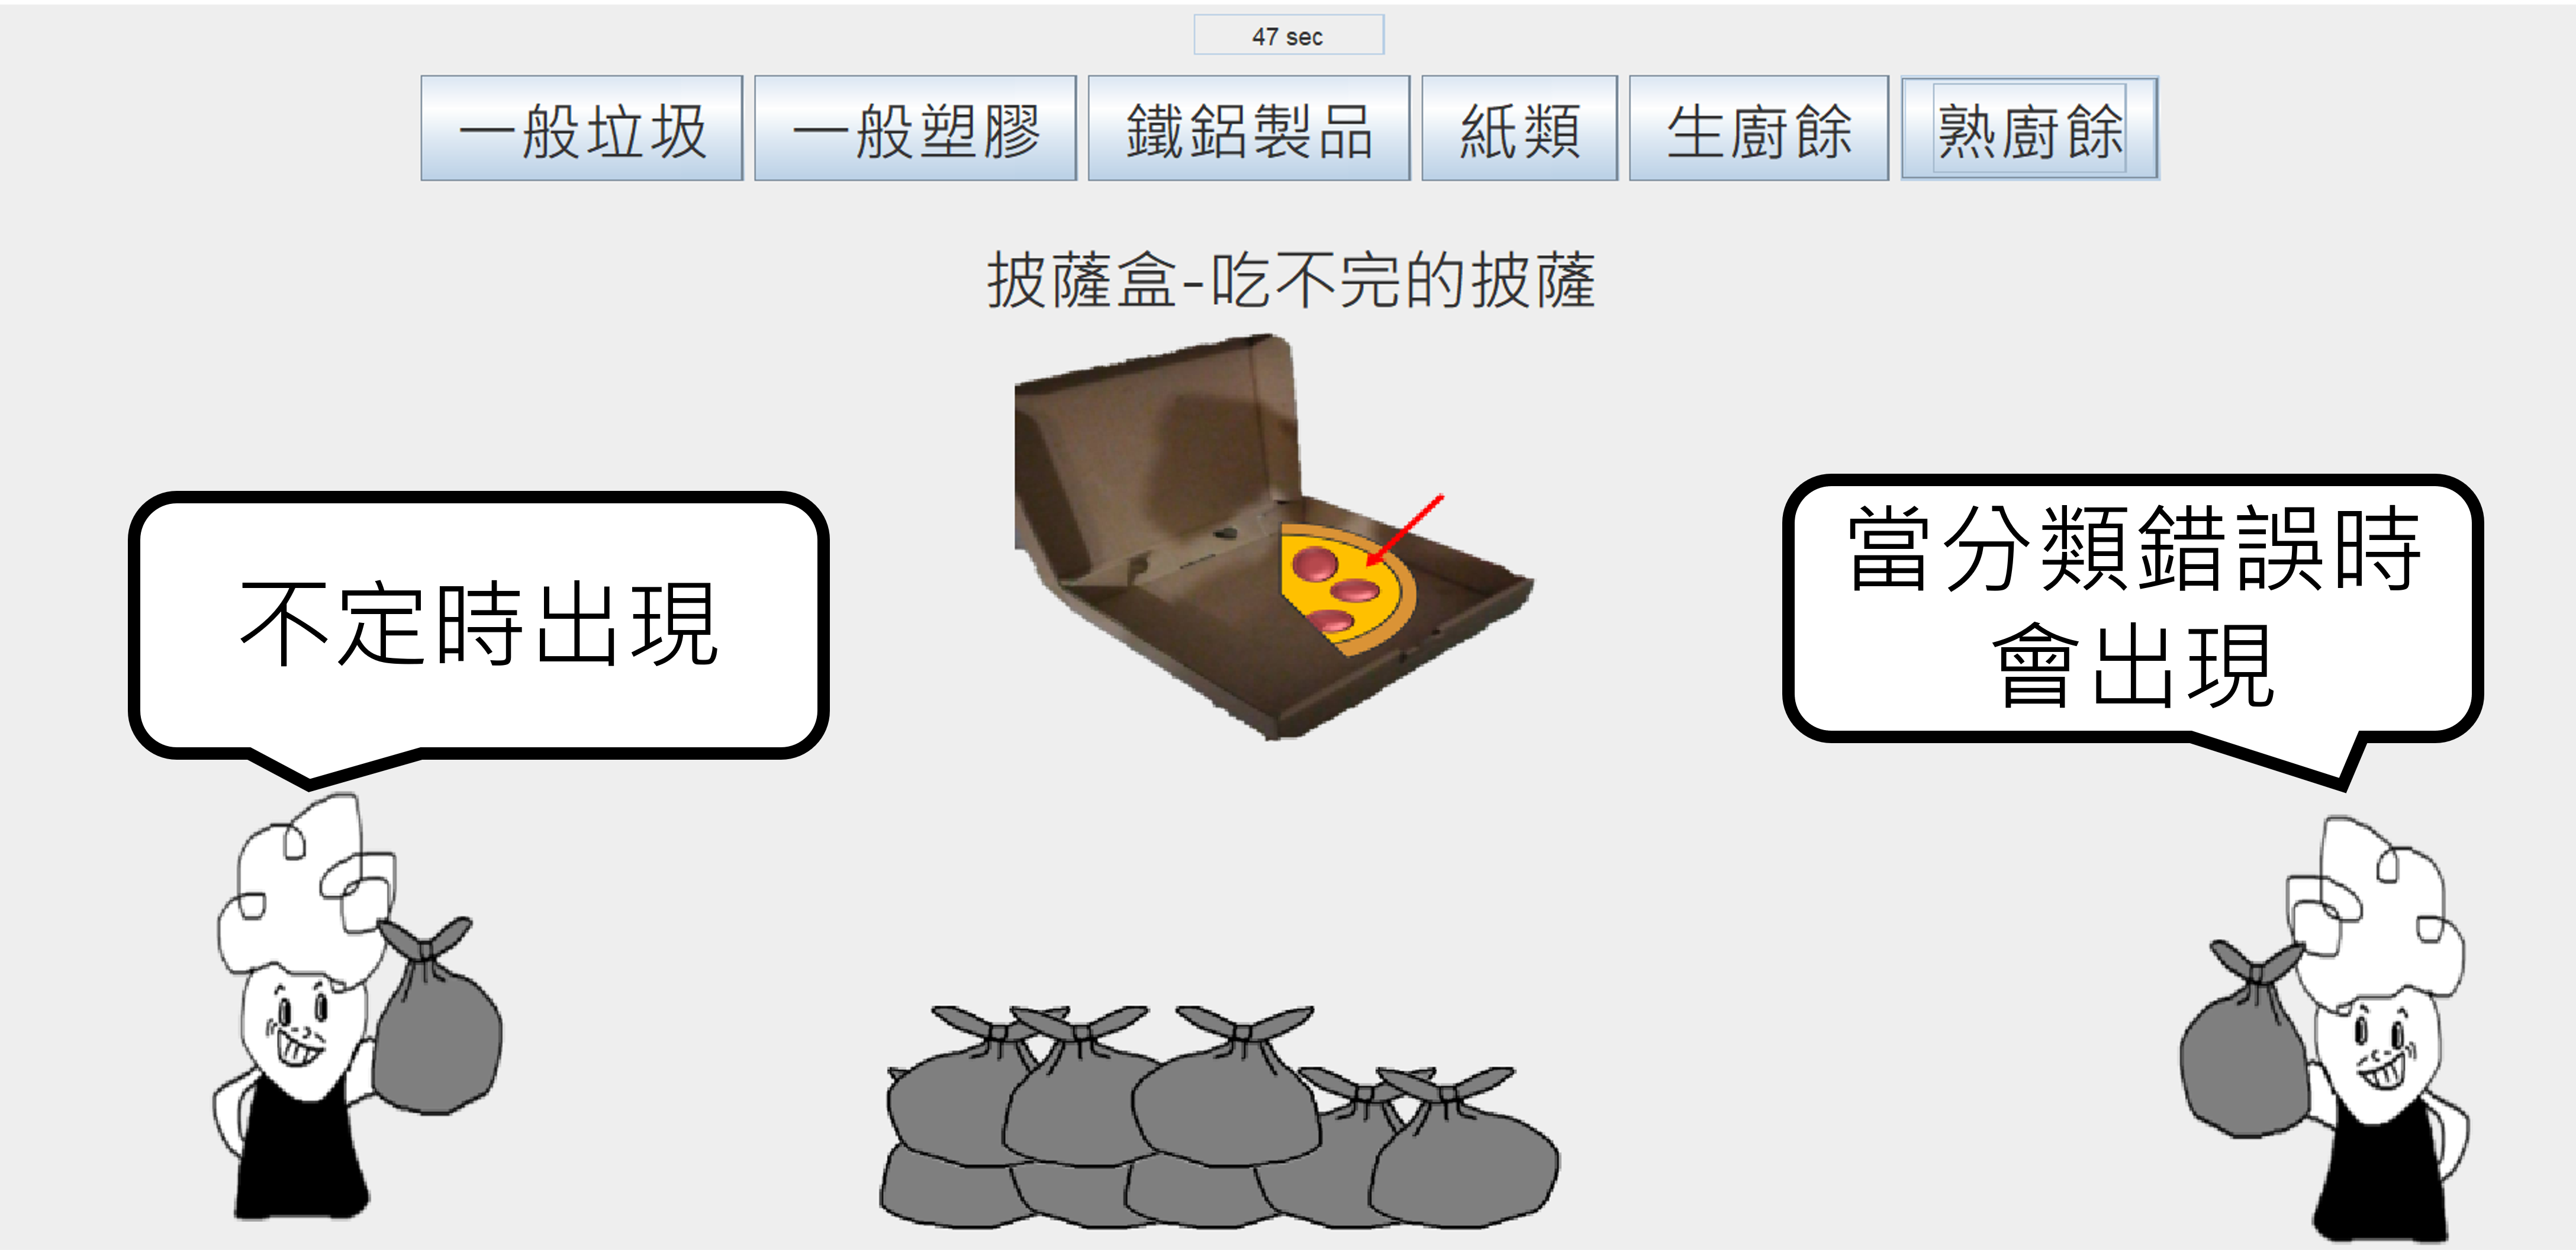 47 sec
一般垃圾 一般塑膠 鐵鋁製品 紙類 生廚餘 熟廚餘
披薩盒-吃不完的披薩
不定時出現
當分類錯誤時
會出現